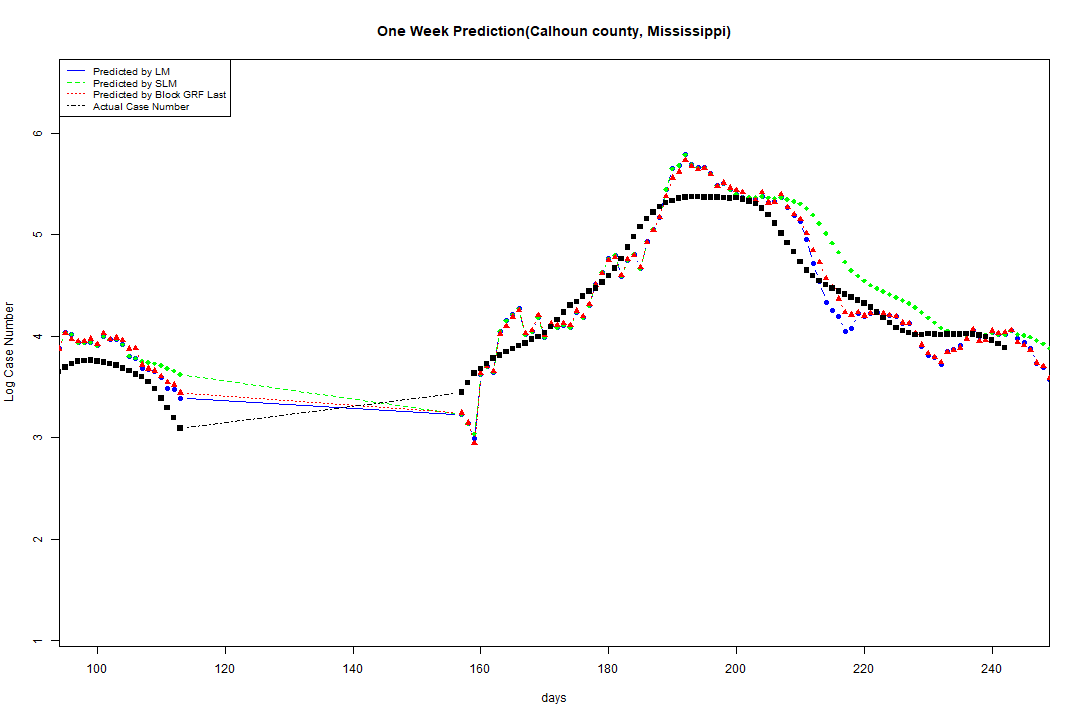 One Week Prediction(Calhoun county, Mississippi)
Predicted by LM
Predicted by SLM
Predicted by Block GRF Last
Actual Case Number
6
5
4
3
2
1
Log Case Number
100 120 140 160 180 200 220 240
days